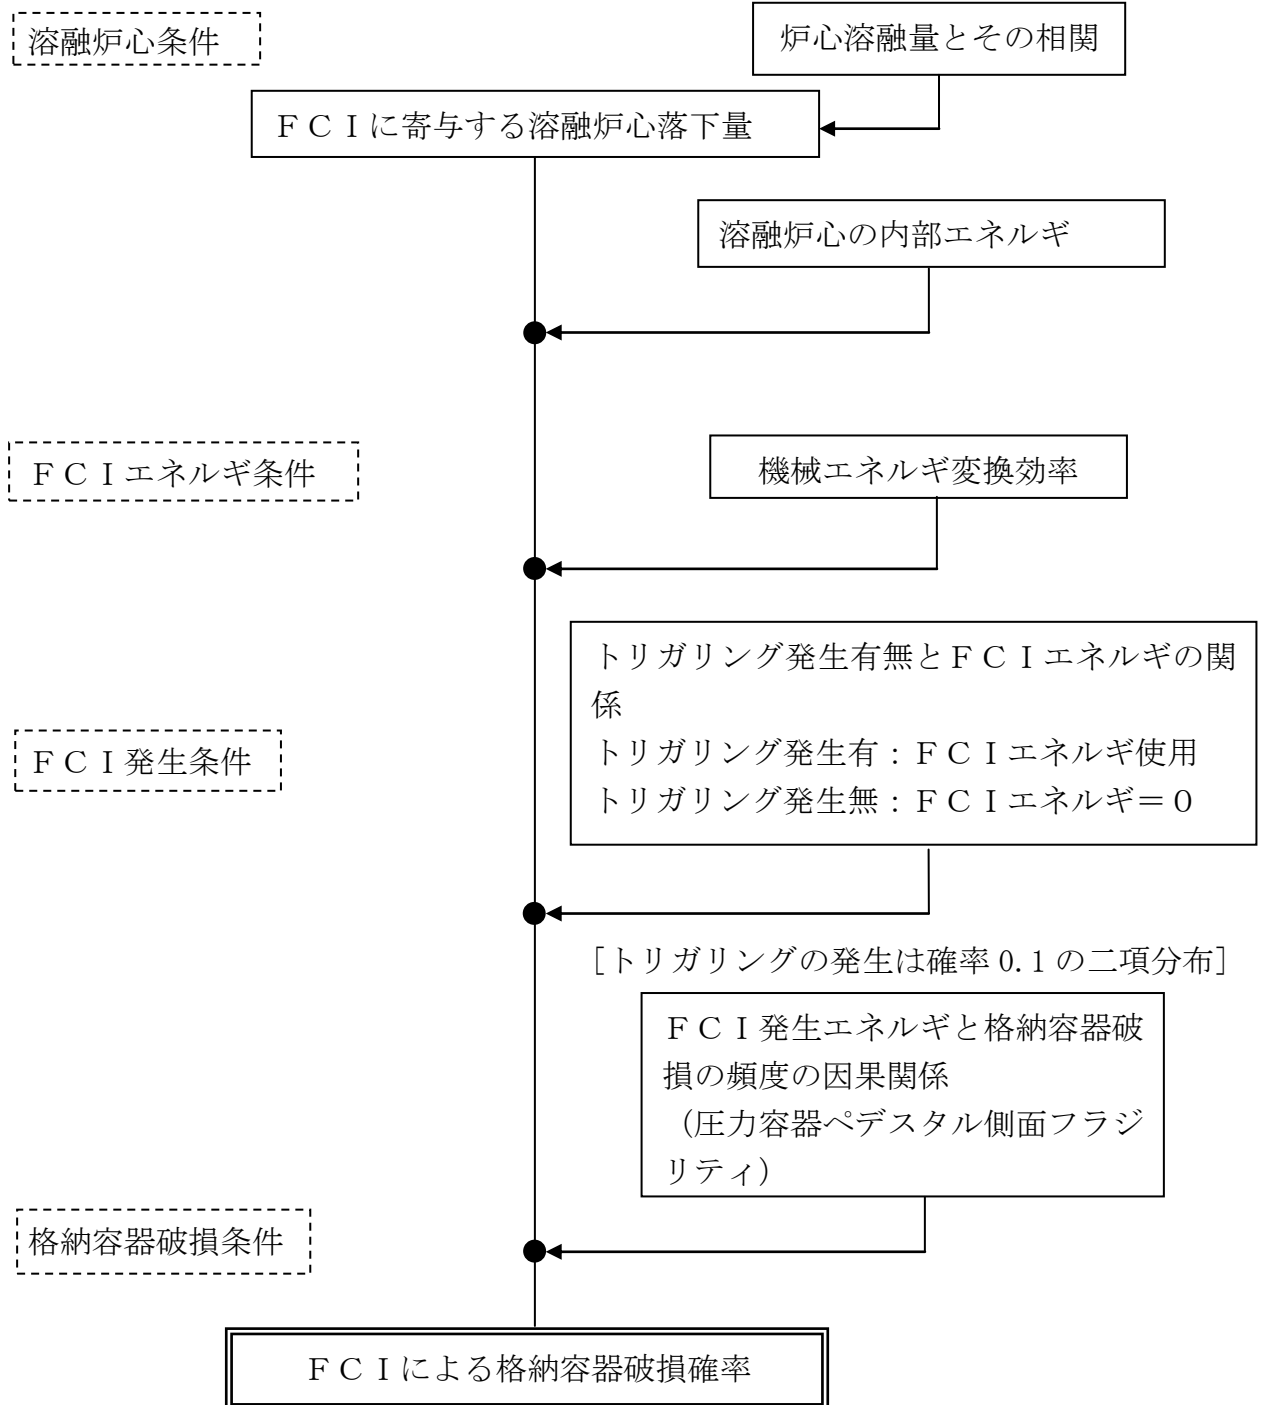 溶融炉心条件
炉心溶融量とその相関
ＦＣＩに寄与する溶融炉心落下量
溶融炉心の内部エネルギ
ＦＣＩエネルギ条件
機械エネルギ変換効率
トリガリング発生有無とＦＣＩエネルギの関
係
トリガリング発生有：ＦＣＩエネルギ使用
トリガリング発生無：ＦＣＩエネルギ＝０
ＦＣＩ発生条件
［トリガリングの発生は確率 0.1 の二項分布］
ＦＣＩ発生エネルギと格納容器破
損の頻度の因果関係
（圧力容器ペデスタル側面フラジ
リティ）
格納容器破損条件
ＦＣＩによる格納容器破損確率